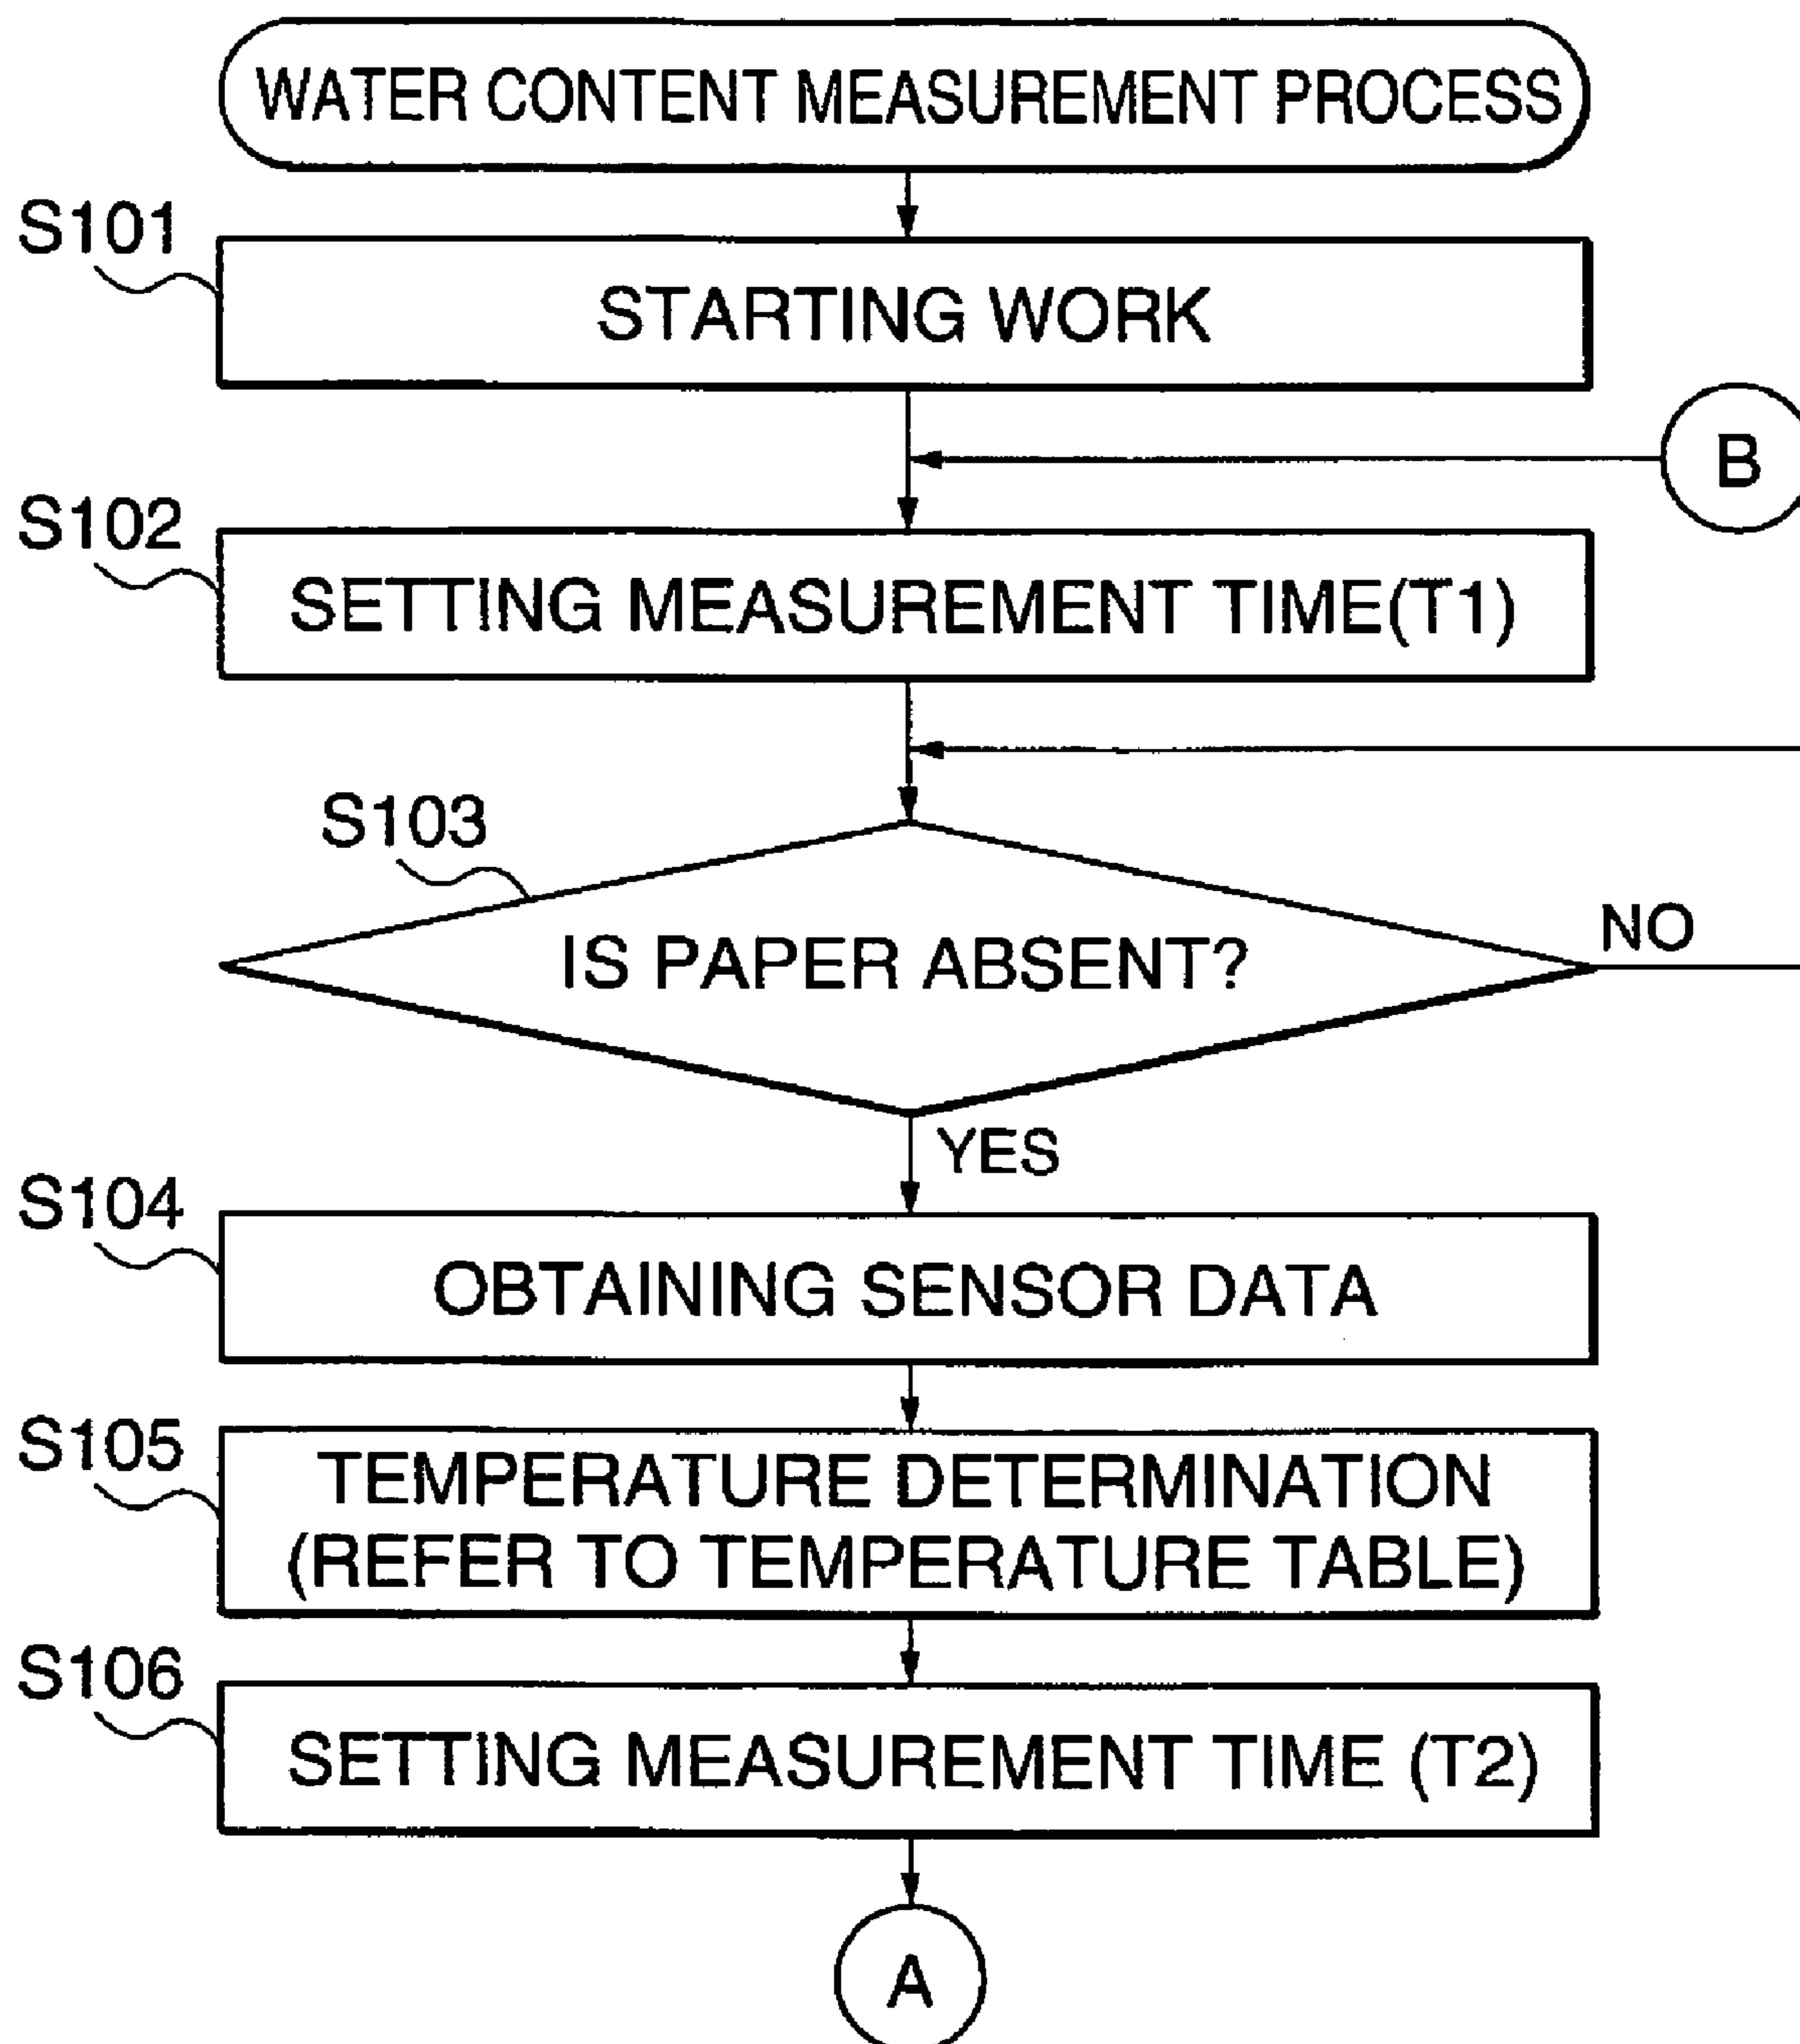 WATER CONTENT MEASUREMENT PROCESS
S101
STARTING WORK
B
S102
SETTING MEASUREMENT TIME(T1)
S103
IS PAPER ABSENT?
NO
YES
S104
OBTAINING SENSOR DATA
S105
TEMPERATURE DETERMINATION
(REFER TO TEMPERATURE TABLE)
S106
SETTING MEASUREMENT TIME (T2)
A